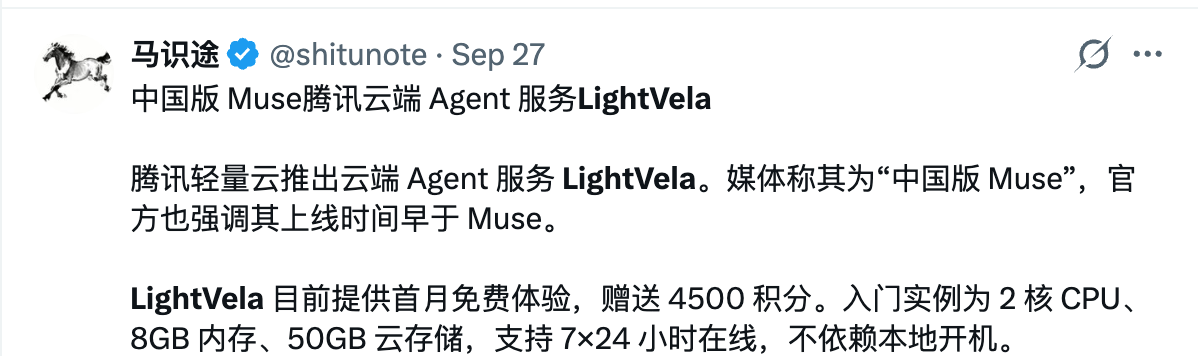 马识途 @shitunote · Sep 27
中国版 Muse腾讯云端 Agent 服务LightVela
腾讯轻量云推出云端 Agent 服务 LightVela。媒体称其为“中国版 Muse”，官
方也强调其上线时间早于 Muse。
LightVela 目前提供首月免费体验，赠送 4500 积分。入门实例为 2 核 CPU、
8GB 内存、50GB 云存储，支持 7×24 小时在线，不依赖本地开机。